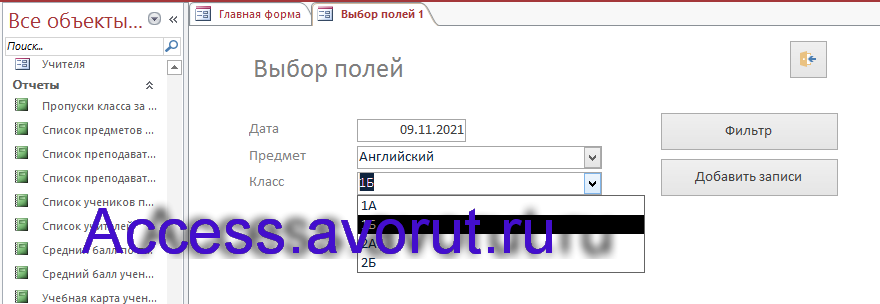 Все объекты...
Поиск...
Учителя
Отчеты
Пропуски класса за ...
Список предметов ...
Список преподават...
Список преподават...
Список учеников п...
Список учителей
Средний балл по
Средний балл учен...
Учебная карта учен...
Главная форма
Выбор полей 1
Выбор полей
Дата
09.11.2021
Предмет
Английский
Класс
1Б
1А
1Б
2А
2Б
Фильтр
Добавить записи
Access.avorut.ru